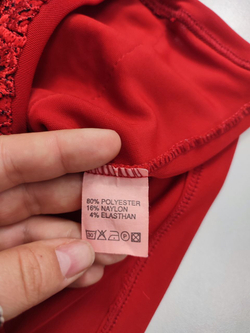 80% POLYESTER
16% NAYLON
4% ELASTHAN